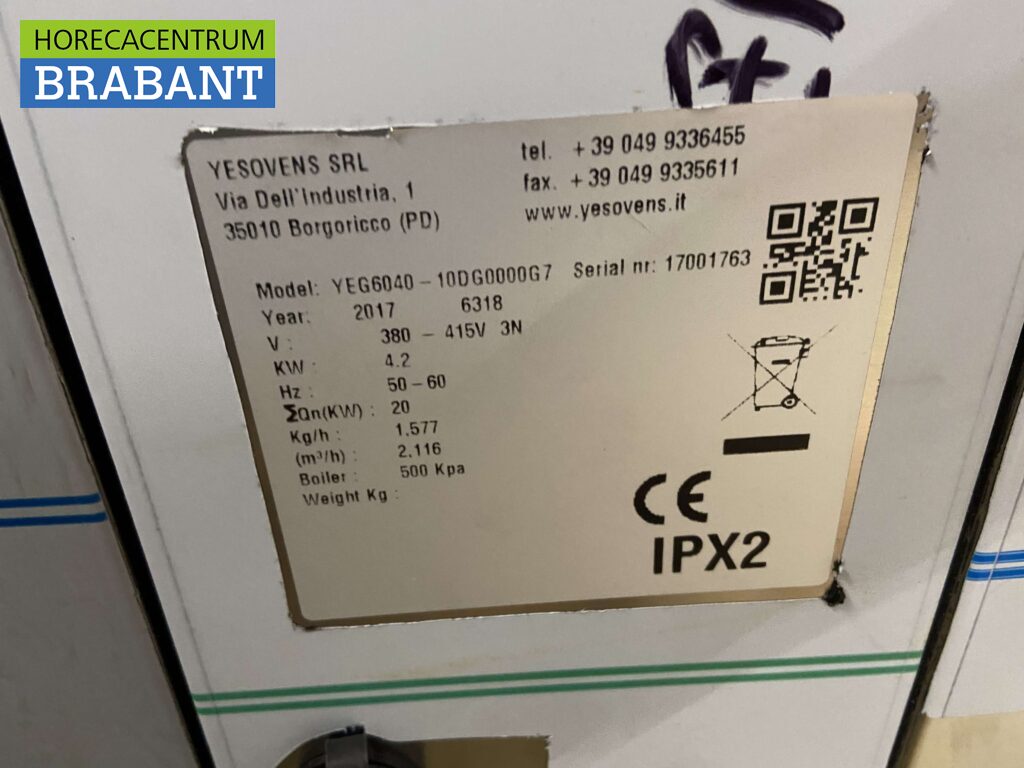 HORECACENTRUM
BRABANT
YESOVENS SRL
Via Dell'Industria, 1
35010 Borgoricco (PD)
tel. + 39 049 9336455
fax. + 39 049 9335611
www.yesovens.it
Model: YEG6040-10DG0000G7 Serial nr: 17001763
Year: 2017 6318
V : 380 - 415V 3N
KW : 4.2
Hz : 50-60
ΣQn(KW) : 20
Kg/h : 1.577
(m³/h) : 2.116
Boiler : 500 Kpa
Weight Kg :
CE
IPX2